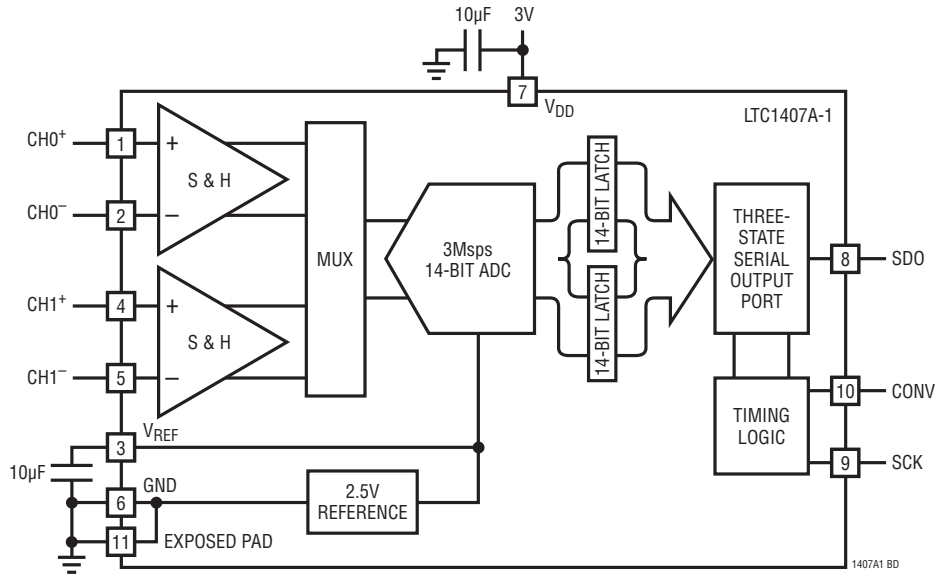 10µF 3V
7
VDD
LTC1407A-1
CH0+
1
+
S & H
CH0–
2
–
CH1+
4
+
S & H
CH1–
5
–
MUX
3Msps
14-BIT ADC
14-BIT LATCH
14-BIT LATCH
THREE-
STATE
SERIAL
OUTPUT
PORT
8
SDO
TIMING
LOGIC
10
CONV
9
SCK
3
VREF
10µF
6
GND
11
EXPOSED PAD
2.5V
REFERENCE
1407A1 BD